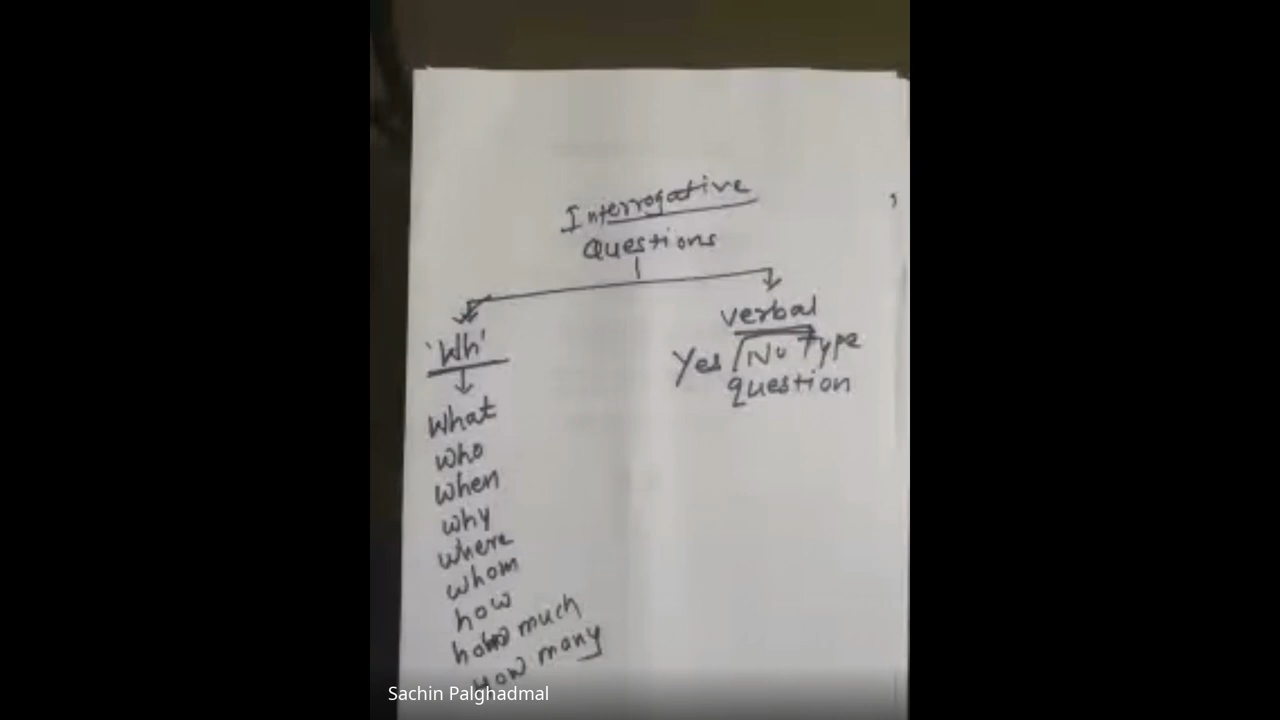 Interrogative
Questions
'Wh'
What
who
when
why
where
whom
how
how much
How many
verbal
Yes/No Type
question
Sachin Palghadmal